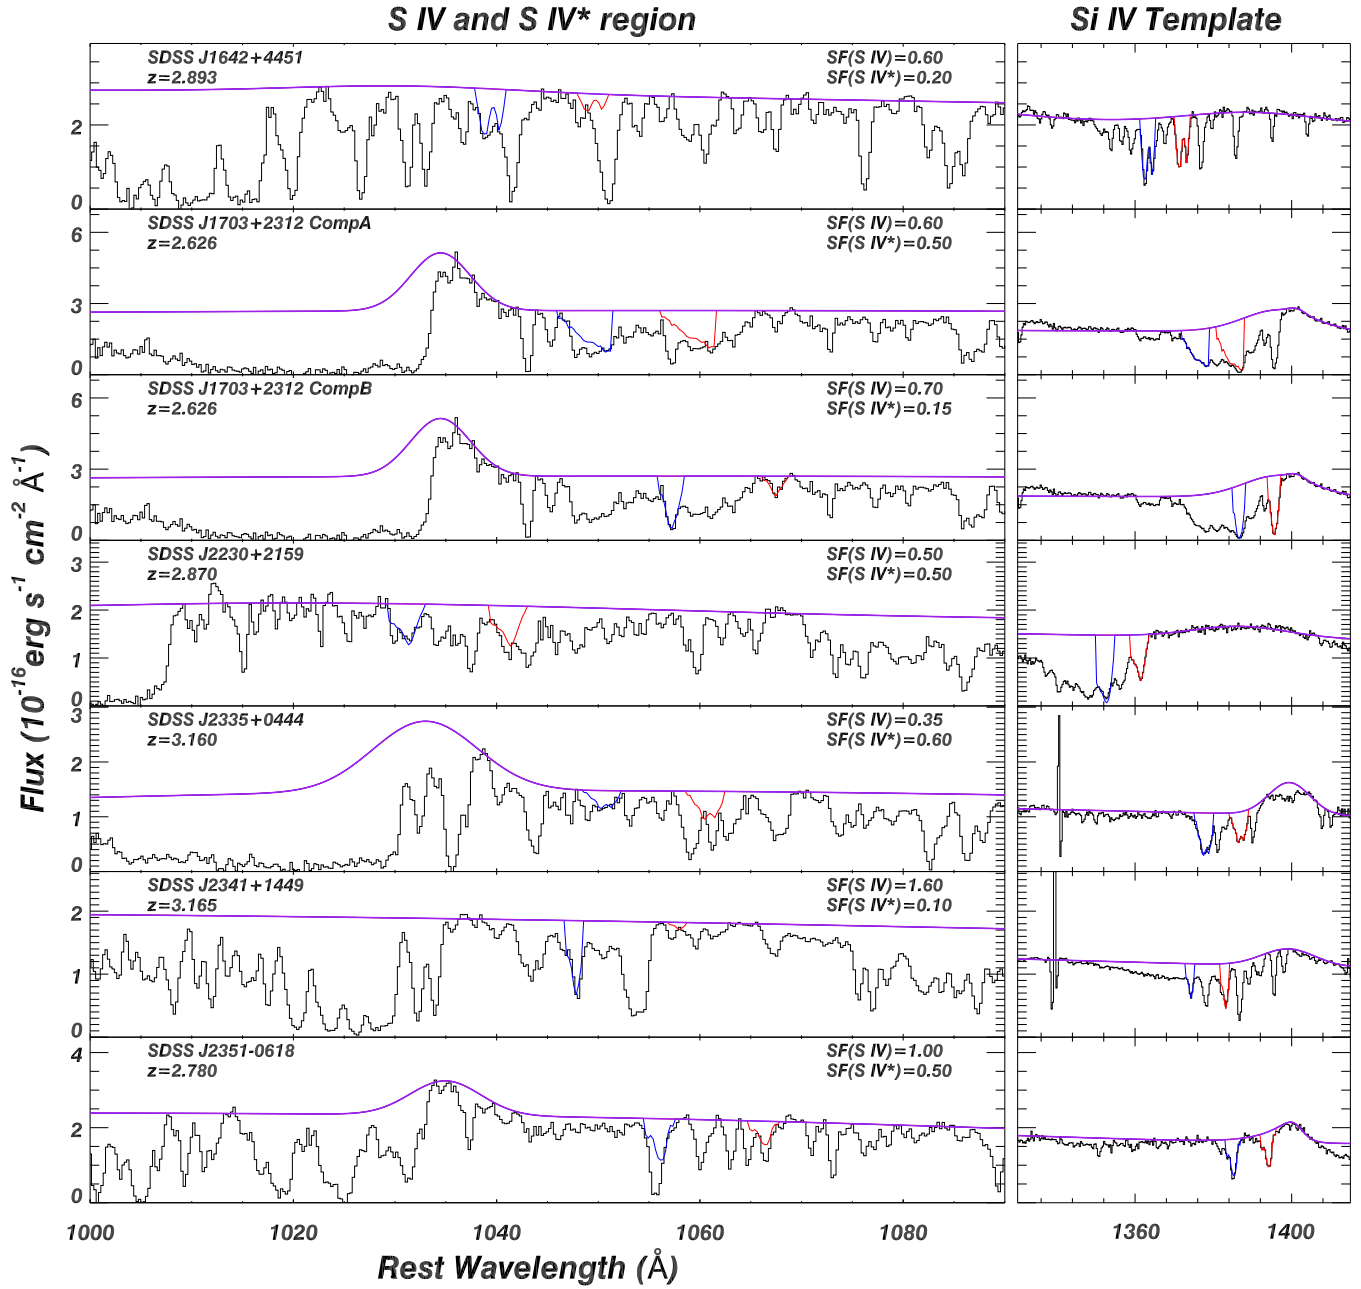 S IV and S IV* region
Si IV Template
SDSS J1642+4451
z=2.893
SF(S IV)=0.60
SF(S IV*)=0.20
2
0
SDSS J1703+2312 CompA
z=2.626
SF(S IV)=0.60
SF(S IV*)=0.50
6
3
0
SDSS J1703+2312 CompB
z=2.626
SF(S IV)=0.70
SF(S IV*)=0.15
6
3
0
SDSS J2230+2159
z=2.870
SF(S IV)=0.50
SF(S IV*)=0.50
3
2
1
0
SDSS J2335+0444
z=3.160
SF(S IV)=0.35
SF(S IV*)=0.60
3
2
1
0
SDSS J2341+1449
z=3.165
SF(S IV)=1.60
SF(S IV*)=0.10
2
1
0
SDSS J2351-0618
z=2.780
SF(S IV)=1.00
SF(S IV*)=0.50
4
2
0
Flux (10⁻¹⁶erg s⁻¹ cm⁻² Å⁻¹)
1000 1020 1040 1060 1080 1360 1400
Rest Wavelength (Å)